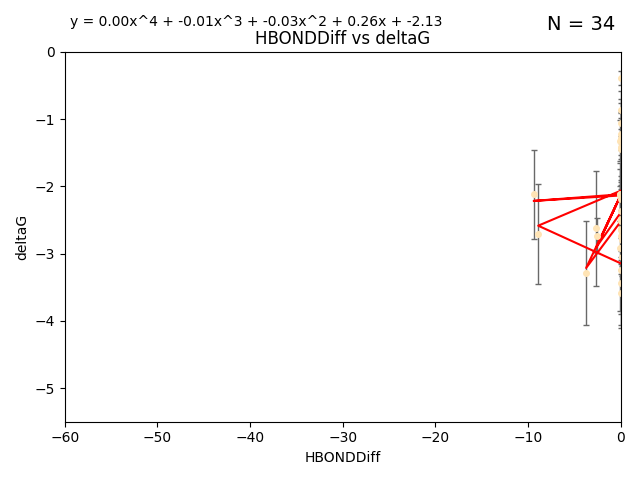 y = 0.00x^4 + -0.01x^3 + -0.03x^2 + 0.26x + -2.13
N = 34
HBONDDiff vs deltaG
0
−1
−2
−3
−4
−5
deltaG
−60
−50
−40
−30
−20
−10
0
HBONDDiff